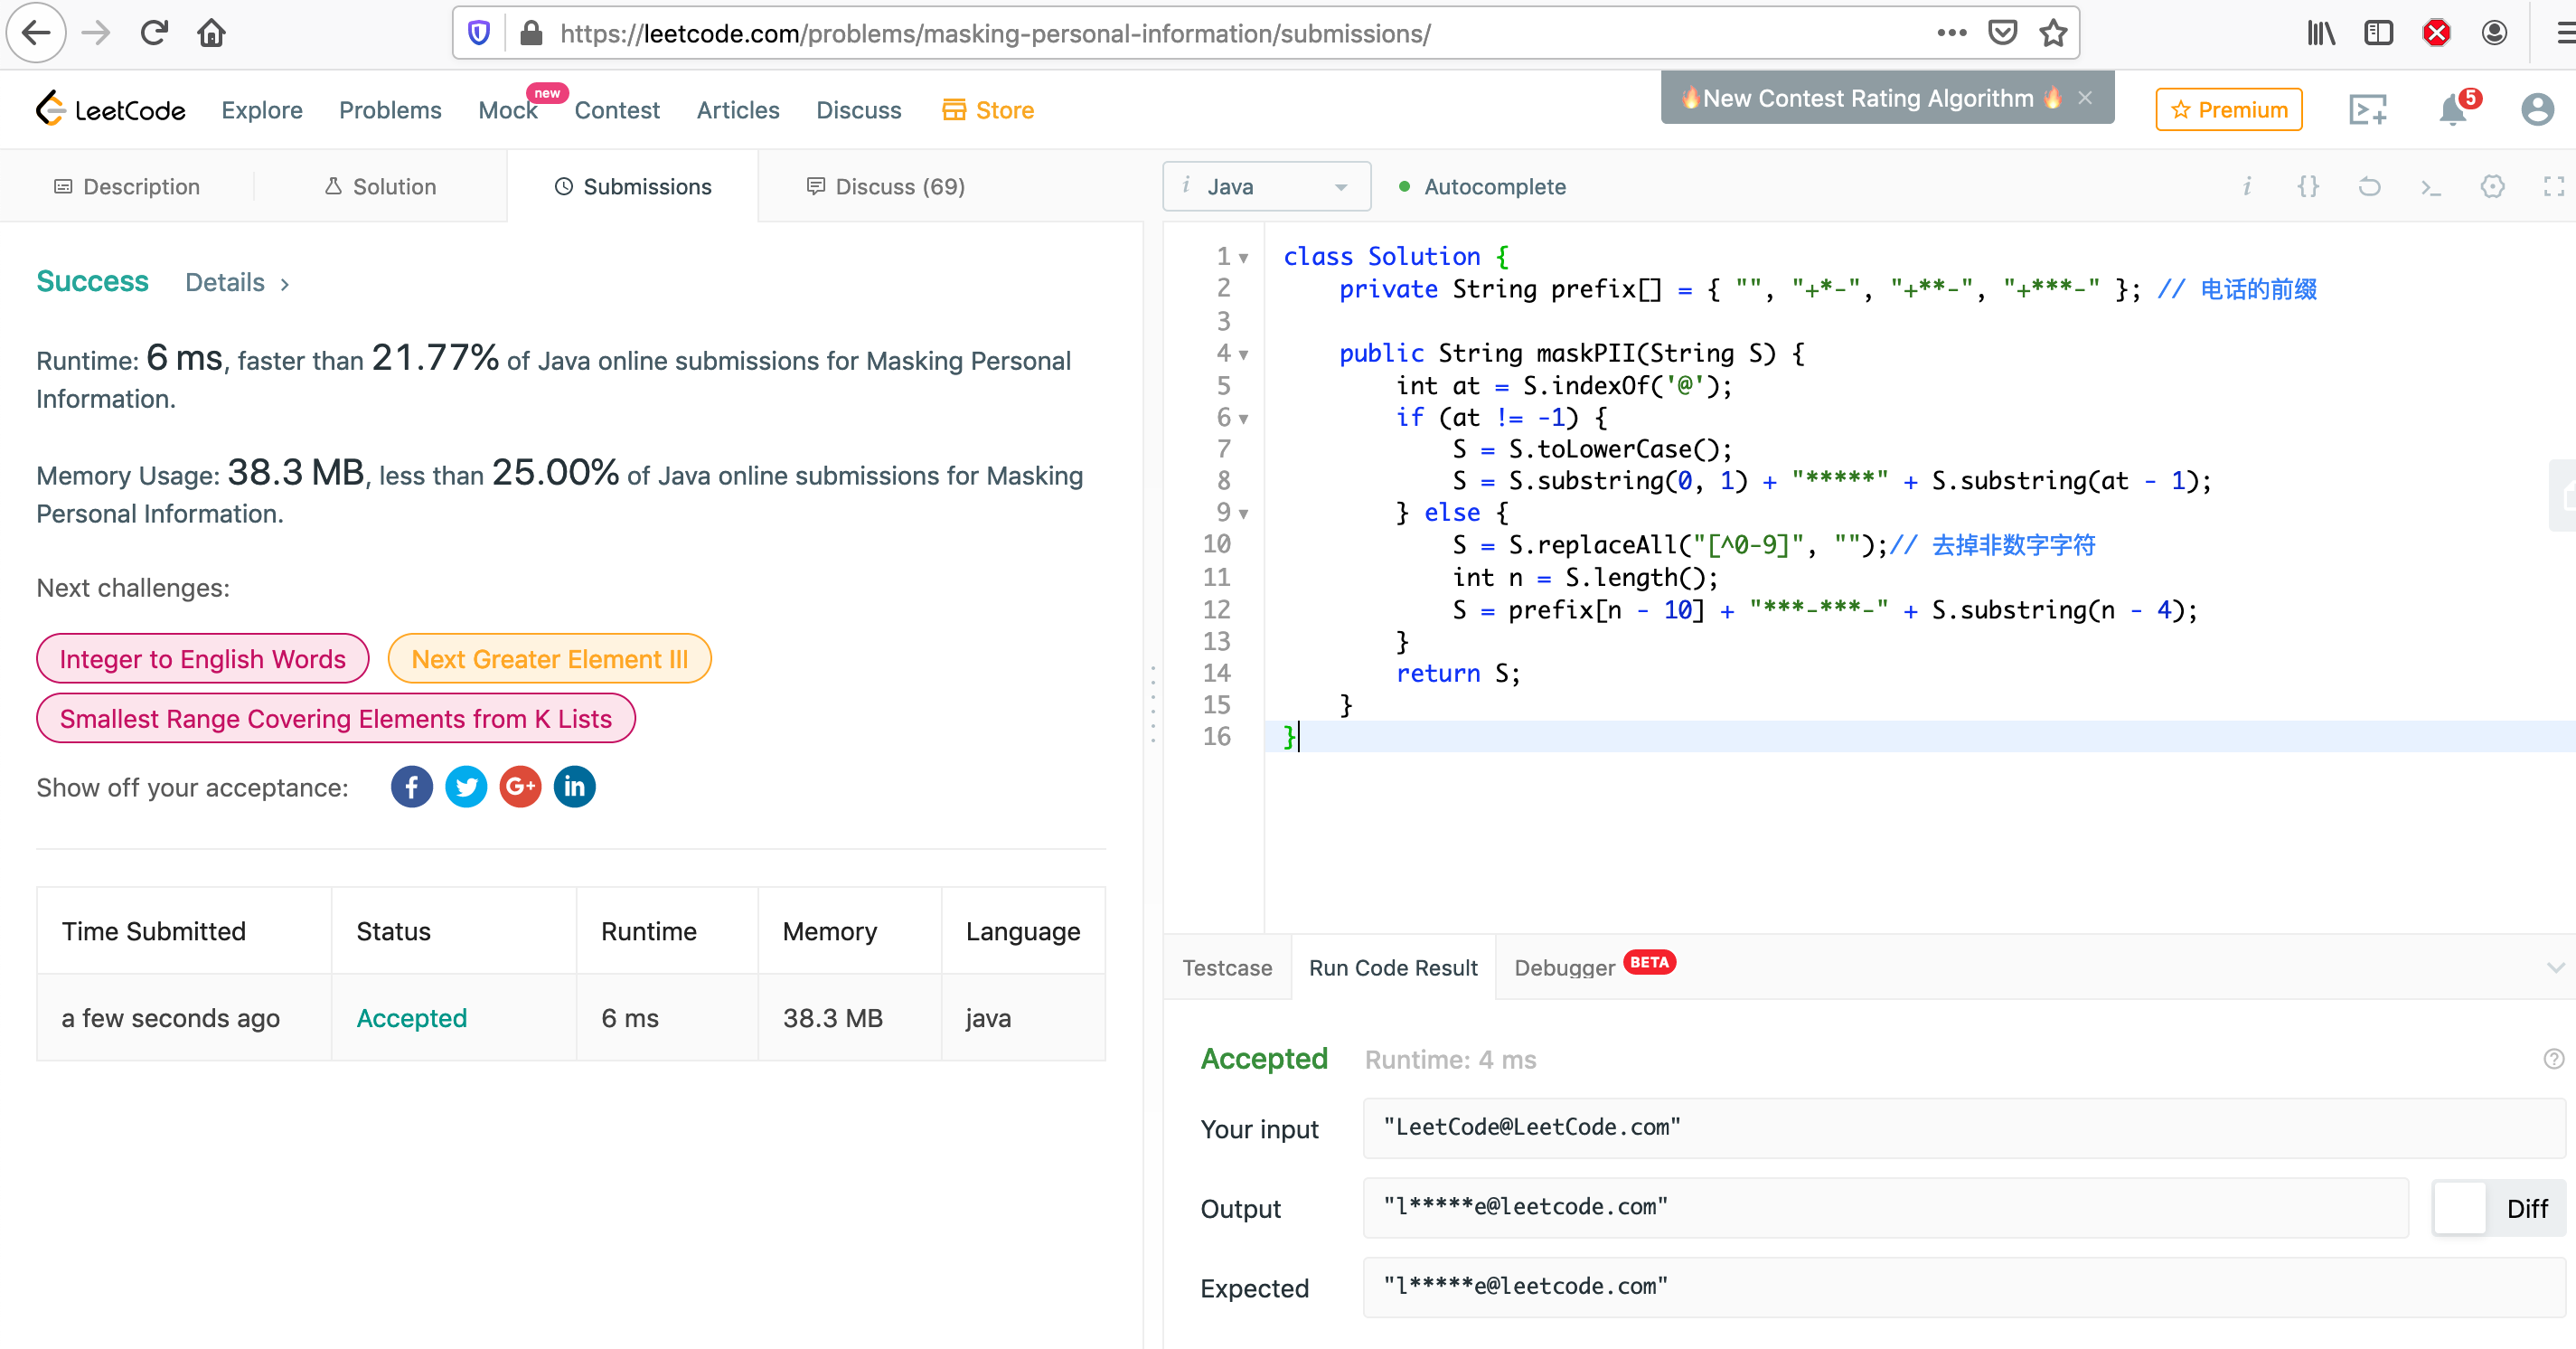 https://leetcode.com/problems/masking-personal-information/submissions/
LeetCode Explore Problems Mock new Contest Articles Discuss Store
🔥New Contest Rating Algorithm 🔥 ×
Premium
5
Description Solution Submissions Discuss (69)
i Java Autocomplete
Success Details >
Runtime: 6 ms, faster than 21.77% of Java online submissions for Masking Personal
Information.
Memory Usage: 38.3 MB, less than 25.00% of Java online submissions for Masking
Personal Information.
Next challenges:
Integer to English Words Next Greater Element III
Smallest Range Covering Elements from K Lists
Show off your acceptance:
Time Submitted Status Runtime Memory Language
a few seconds ago Accepted 6 ms 38.3 MB java
1 class Solution {
2     private String prefix[] = { "", "+*-", "+**-", "+***-" }; // 电话的前缀
3
4     public String maskPII(String S) {
5         int at = S.indexOf('@');
6         if (at != -1) {
7             S = S.toLowerCase();
8             S = S.substring(0, 1) + "*****" + S.substring(at - 1);
9         } else {
10             S = S.replaceAll("[^0-9]", "");// 去掉非数字字符
11             int n = S.length();
12             S = prefix[n - 10] + "***-***-" + S.substring(n - 4);
13         }
14         return S;
15     }
16 }
Testcase Run Code Result Debugger BETA
Accepted Runtime: 4 ms
Your input "LeetCode@LeetCode.com"
Output "l*****e@leetcode.com" Diff
Expected "l*****e@leetcode.com"